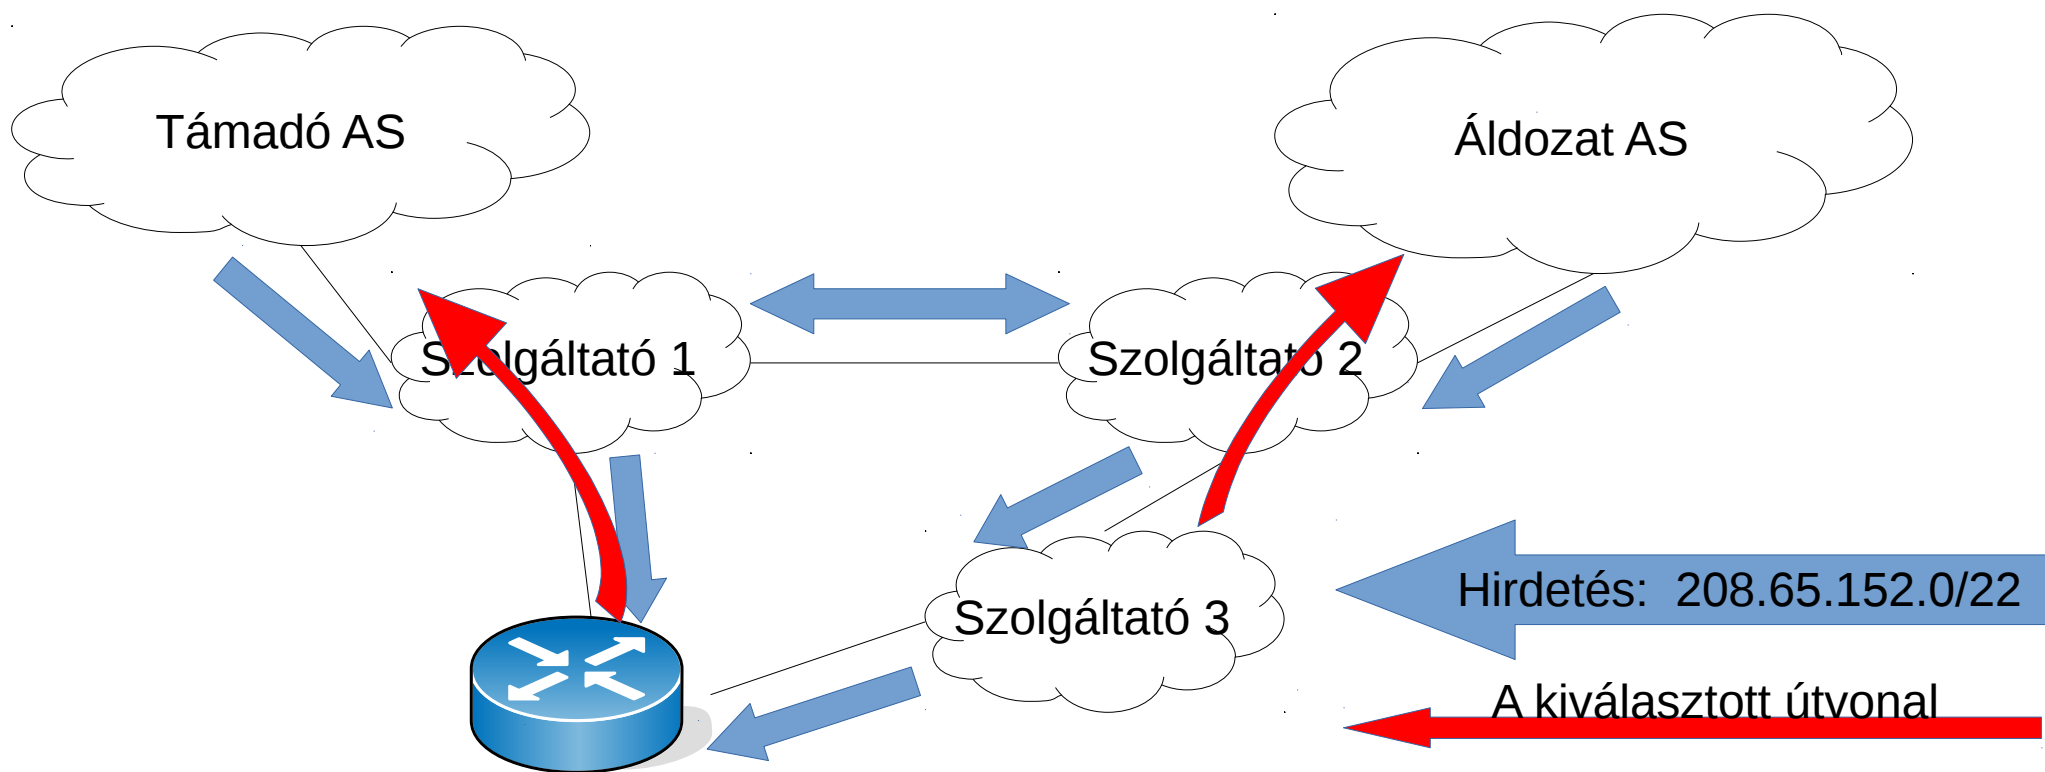 Támadó AS
Áldozat AS
Szolgáltató 1
Szolgáltató 2
Szolgáltató 3
Hirdetés: 208.65.152.0/22
A kiválasztott útvonal